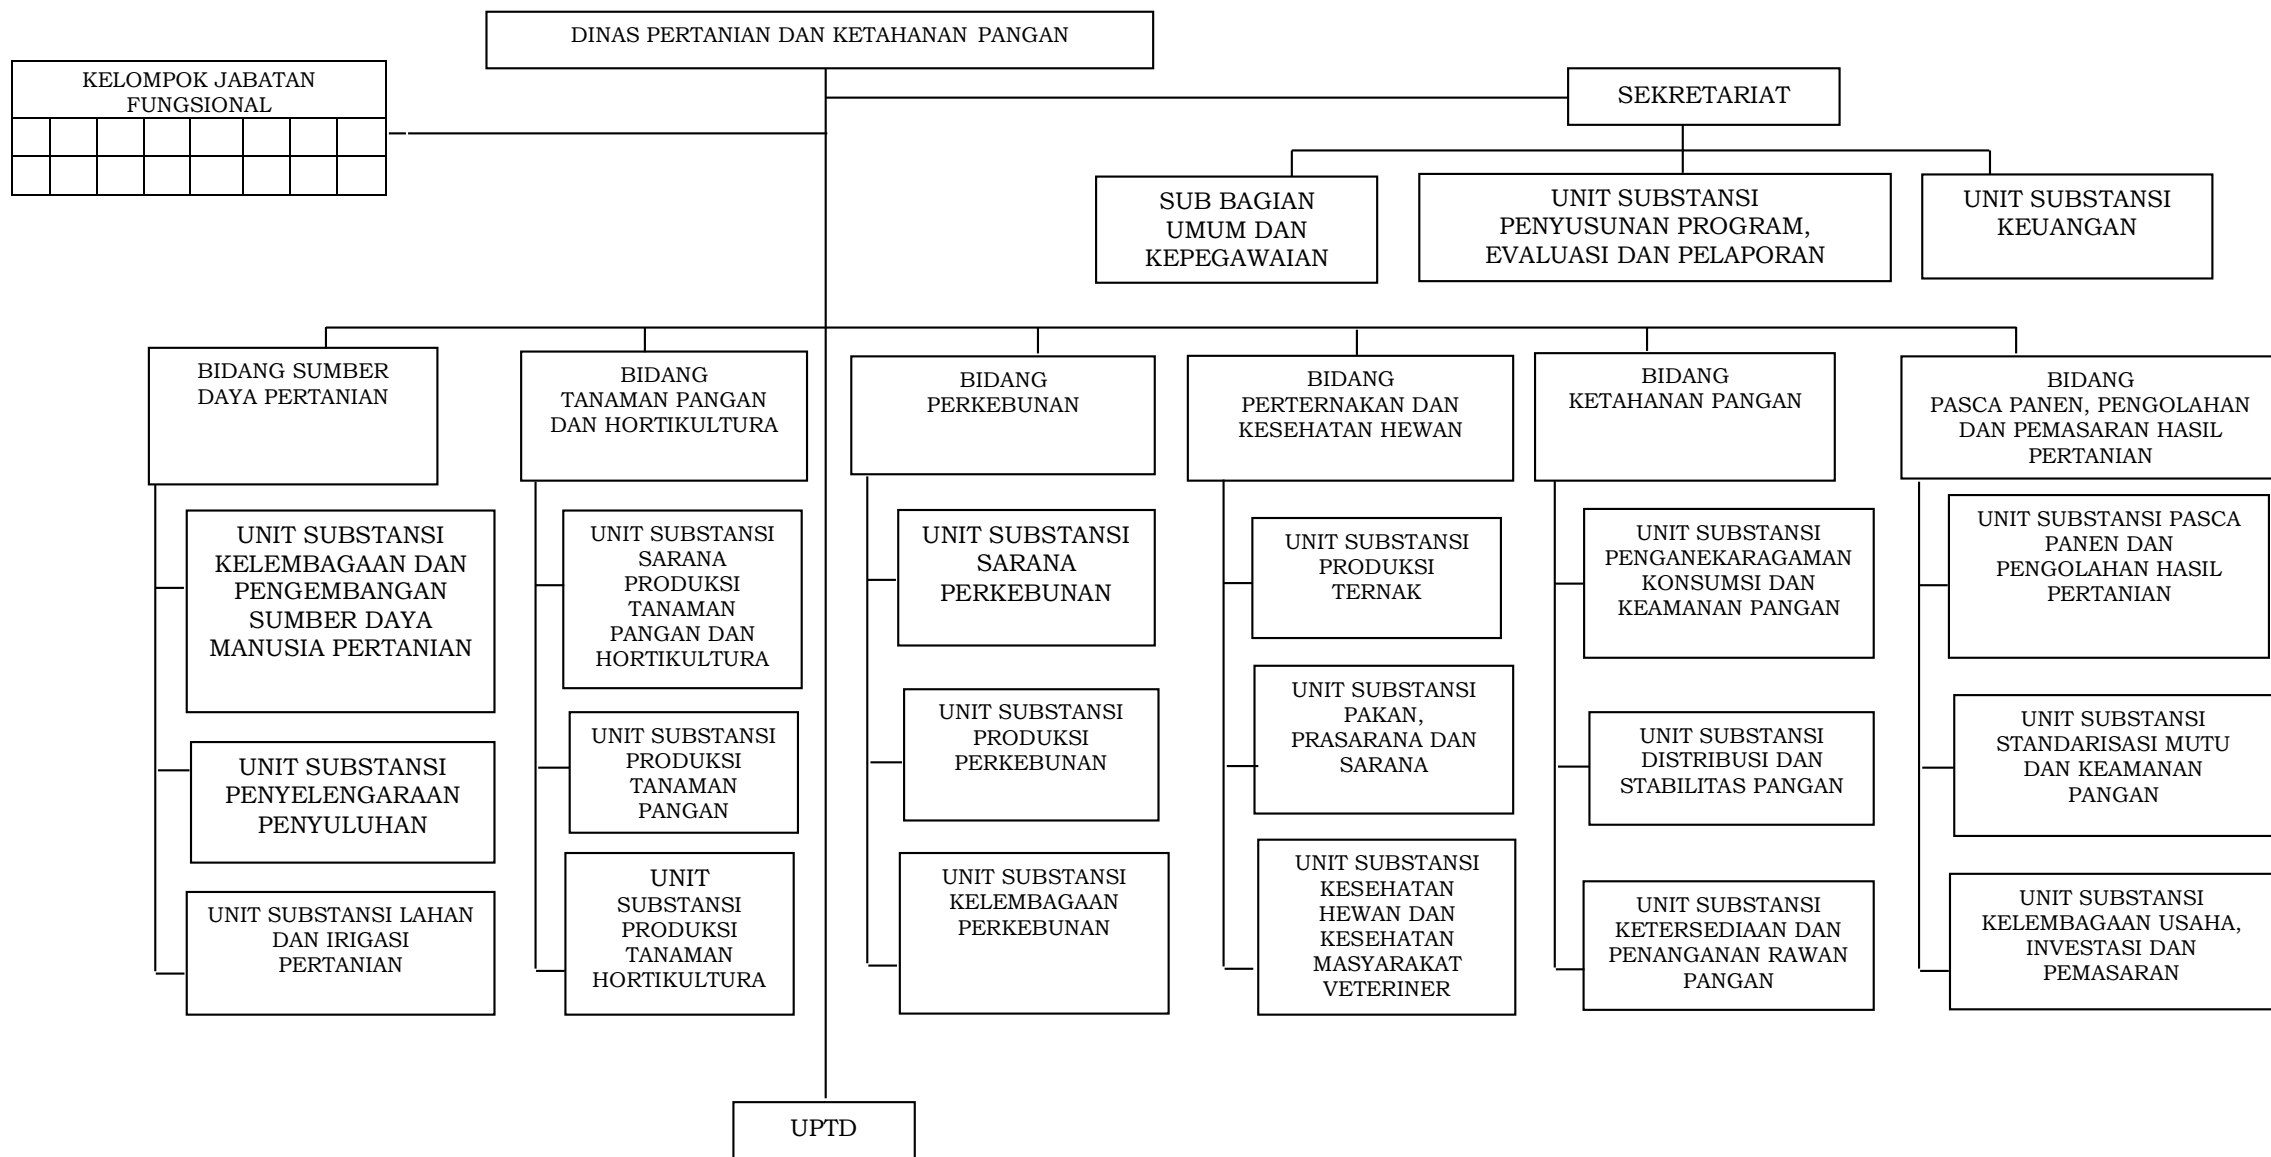 DINAS PERTANIAN DAN KETAHANAN PANGAN
KELOMPOK JABATAN
FUNGSIONAL
SEKRETARIAT
SUB BAGIAN
UMUM DAN
KEPEGAWAIAN
UNIT SUBSTANSI
PENYUSUNAN PROGRAM,
EVALUASI DAN PELAPORAN
UNIT SUBSTANSI
KEUANGAN
BIDANG SUMBER
DAYA PERTANIAN
BIDANG
TANAMAN PANGAN
DAN HORTIKULTURA
BIDANG
PERKEBUNAN
BIDANG
PERTERNAKAN DAN
KESEHATAN HEWAN
BIDANG
KETAHANAN PANGAN
BIDANG
PASCA PANEN, PENGOLAHAN
DAN PEMASARAN HASIL
PERTANIAN
UNIT SUBSTANSI
KELEMBAGAAN DAN
PENGEMBANGAN
SUMBER DAYA
MANUSIA PERTANIAN
UNIT SUBSTANSI
PENYELENGARAAN
PENYULUHAN
UNIT SUBSTANSI LAHAN
DAN IRIGASI
PERTANIAN
UNIT SUBSTANSI
SARANA
PRODUKSI
TANAMAN
PANGAN DAN
HORTIKULTURA
UNIT SUBSTANSI
PRODUKSI
TANAMAN
PANGAN
UNIT
SUBSTANSI
PRODUKSI
TANAMAN
HORTIKULTURA
UNIT SUBSTANSI
SARANA
PERKEBUNAN
UNIT SUBSTANSI
PRODUKSI
PERKEBUNAN
UNIT SUBSTANSI
KELEMBAGAAN
PERKEBUNAN
UNIT SUBSTANSI
PRODUKSI
TERNAK
UNIT SUBSTANSI
PAKAN,
PRASARANA DAN
SARANA
UNIT SUBSTANSI
KESEHATAN
HEWAN DAN
KESEHATAN
MASYARAKAT
VETERINER
UNIT SUBSTANSI
PENGANEKARAGAMAN
KONSUMSI DAN
KEAMANAN PANGAN
UNIT SUBSTANSI
DISTRIBUSI DAN
STABILITAS PANGAN
UNIT SUBSTANSI
KETERSEDIAAN DAN
PENANGANAN RAWAN
PANGAN
UNIT SUBSTANSI PASCA
PANEN DAN
PENGOLAHAN HASIL
PERTANIAN
UNIT SUBSTANSI
STANDARISASI MUTU
DAN KEAMANAN
PANGAN
UNIT SUBSTANSI
KELEMBAGAAN USAHA,
INVESTASI DAN
PEMASARAN
UPTD